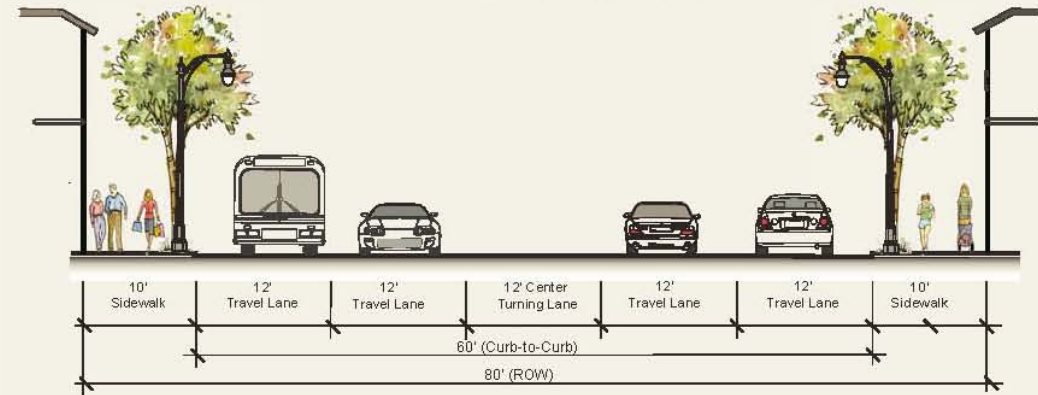 10'
Sidewalk
12'
Travel Lane
12'
Travel Lane
12' Center
Turning Lane
12'
Travel Lane
12'
Travel Lane
10'
Sidewalk
60' (Curb-to-Curb)
80' (ROW)